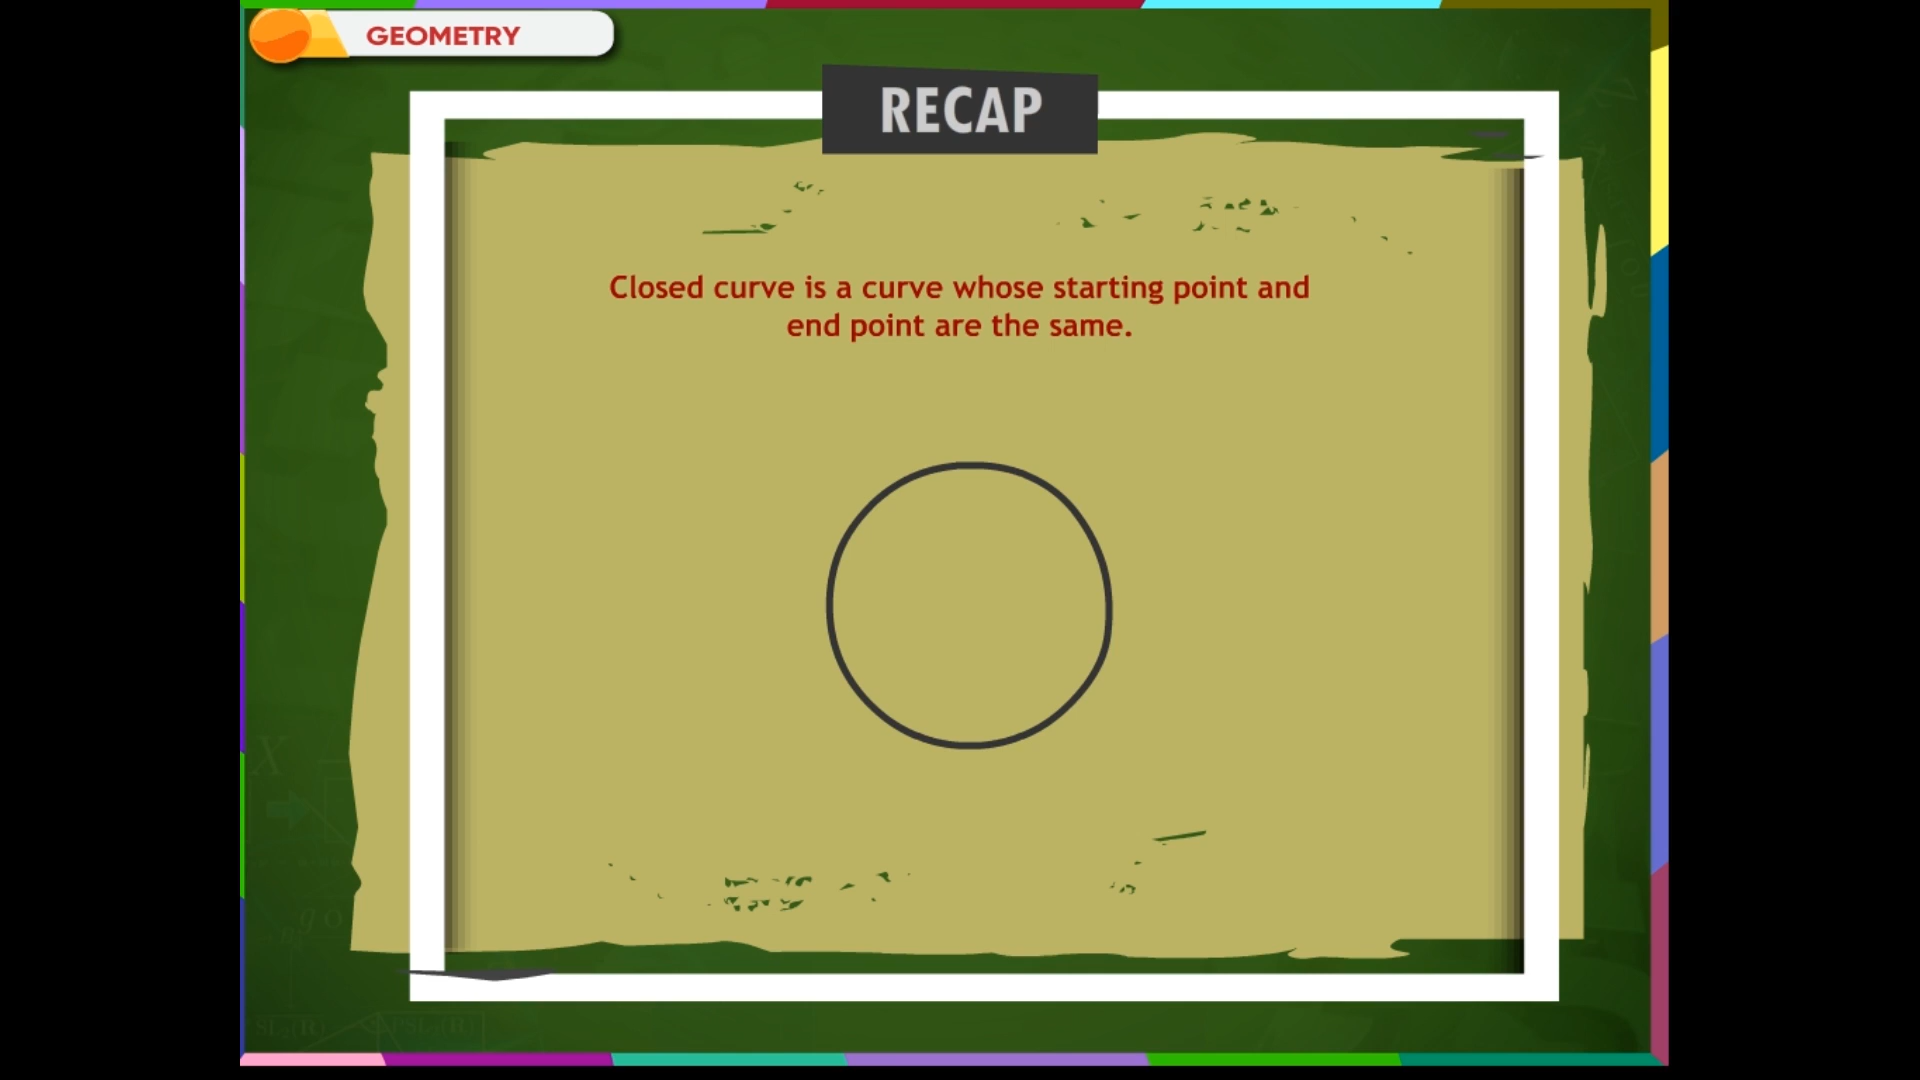 GEOMETRY
RECAP
Closed curve is a curve whose starting point and
end point are the same.